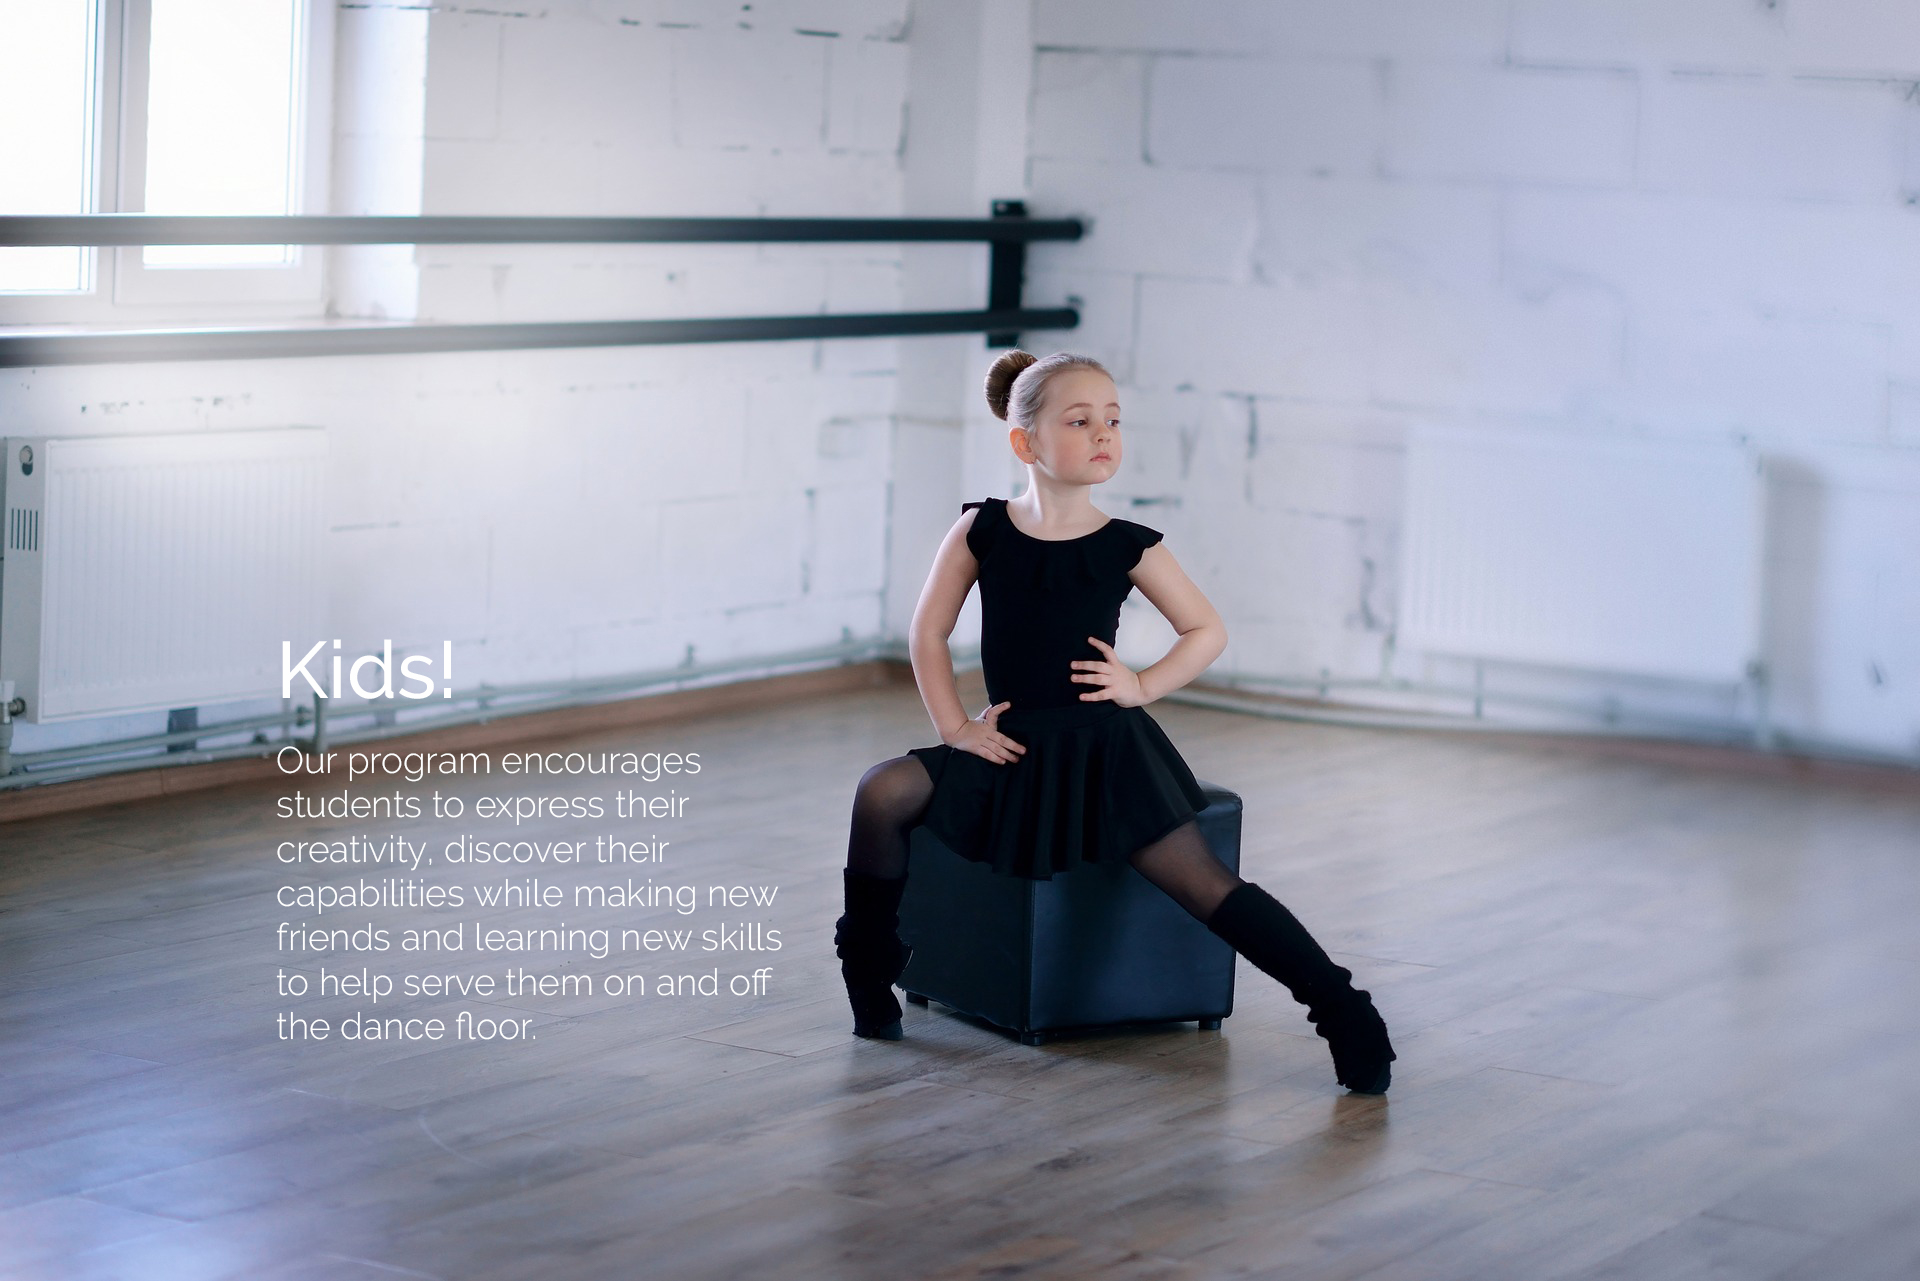 Kids!
Our program encourages
students to express their
creativity, discover their
capabilities while making new
friends and learning new skills
to help serve them on and off
the dance floor.